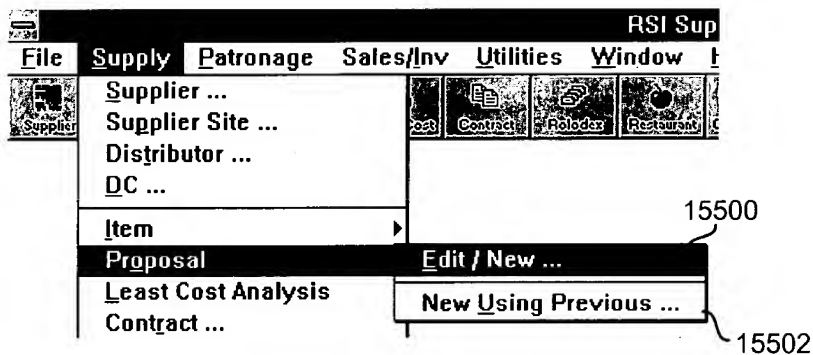 RSI Sup
File Supply Patronage Sales/Inv Utilities Window
Supplier Contract Rolodex Restaurant
Supplier ...
Supplier Site ...
Distributor ...
DC ...
Item
Proposal
Least Cost Analysis
Contract ...
15500
Edit / New ...
New Using Previous ...
15502